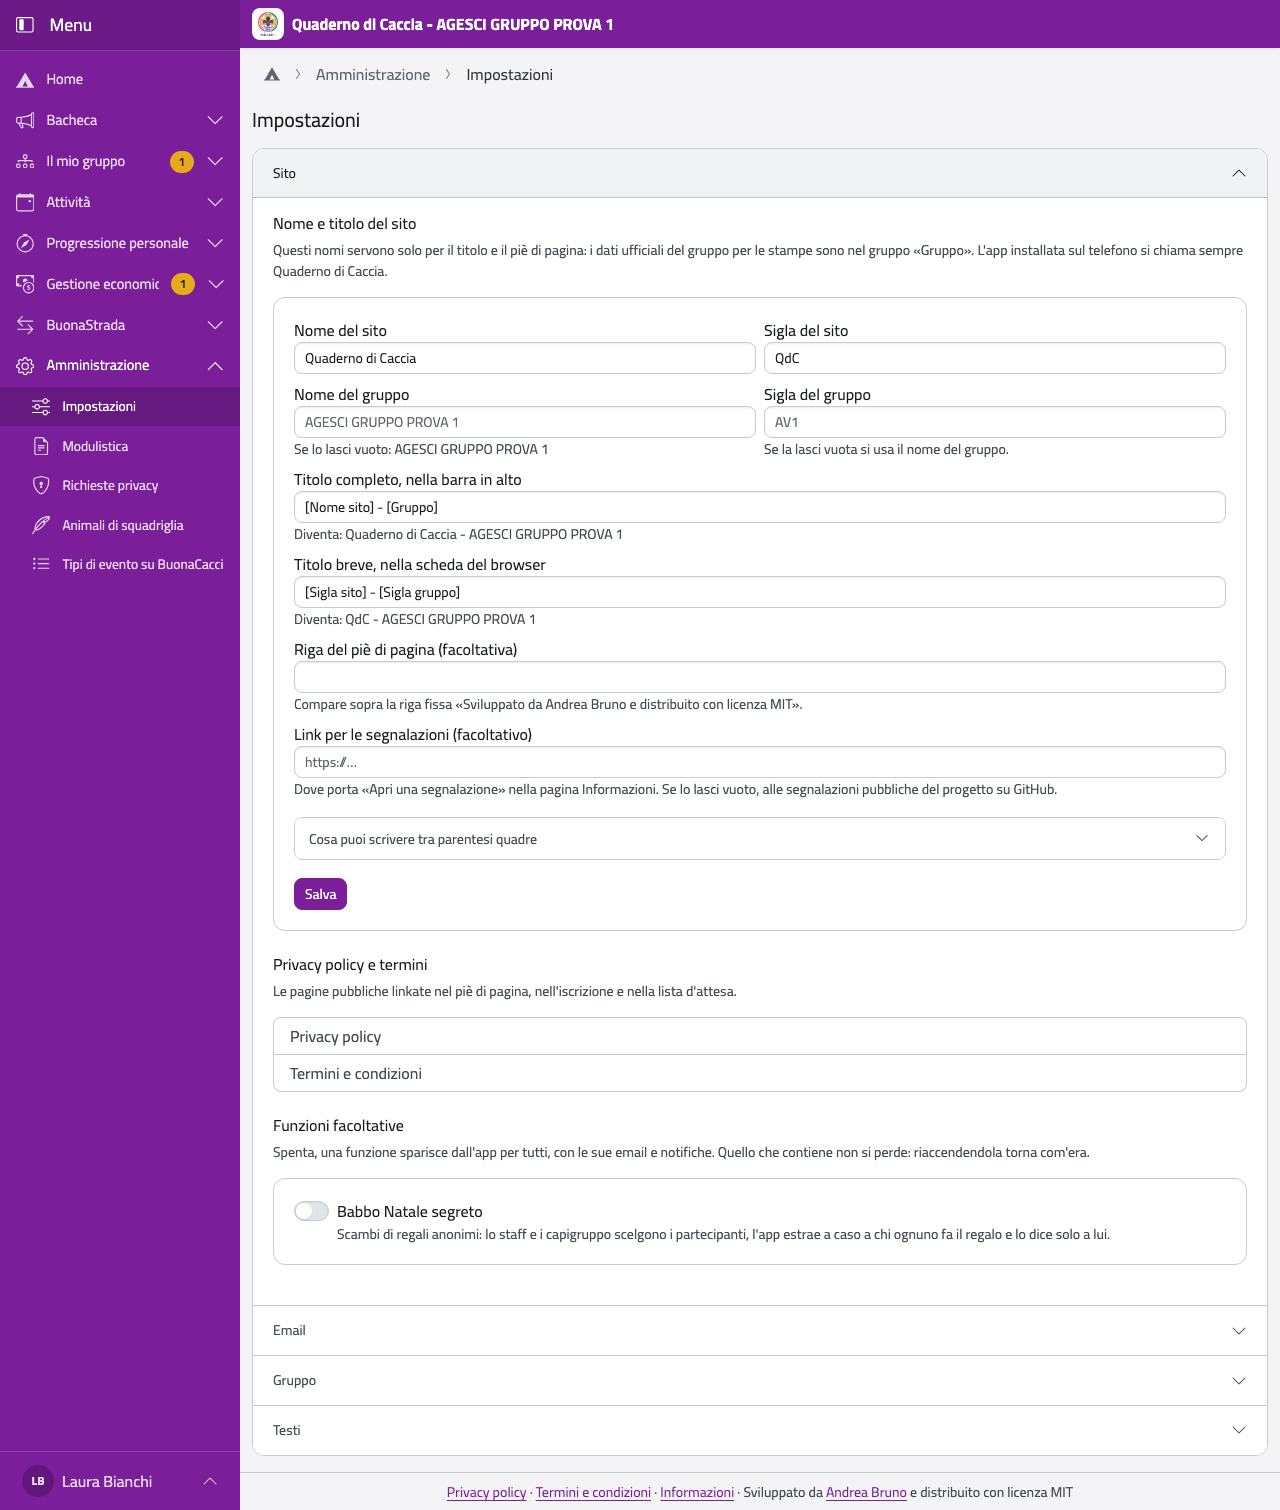 Menu
Quaderno di Caccia - AGESCI GRUPPO PROVA 1
Home
Bacheca
Il mio gruppo 1
Attività
Progressione personale
Gestione economic 1
BuonaStrada
Amministrazione
Impostazioni
Modulistica
Richieste privacy
Animali di squadriglia
Tipi di evento su BuonaCacci
LB Laura Bianchi
Amministrazione Impostazioni
Impostazioni
Sito
Nome e titolo del sito
Questi nomi servono solo per il titolo e il piè di pagina: i dati ufficiali del gruppo per le stampe sono nel gruppo «Gruppo». L'app installata sul telefono si chiama sempre
Quaderno di Caccia.
Nome del sito
Quaderno di Caccia
Sigla del sito
QdC
Nome del gruppo
AGESCI GRUPPO PROVA 1
Se lo lasci vuoto: AGESCI GRUPPO PROVA 1
Sigla del gruppo
AV1
Se la lasci vuota si usa il nome del gruppo.
Titolo completo, nella barra in alto
[Nome sito] - [Gruppo]
Diventa: Quaderno di Caccia - AGESCI GRUPPO PROVA 1
Titolo breve, nella scheda del browser
[Sigla sito] - [Sigla gruppo]
Diventa: QdC - AGESCI GRUPPO PROVA 1
Riga del piè di pagina (facoltativa)
Compare sopra la riga fissa «Sviluppato da Andrea Bruno e distribuito con licenza MIT».
Link per le segnalazioni (facoltativo)
https://...
Dove porta «Apri una segnalazione» nella pagina Informazioni. Se lo lasci vuoto, alle segnalazioni pubbliche del progetto su GitHub.
Cosa puoi scrivere tra parentesi quadre
Salva
Privacy policy e termini
Le pagine pubbliche linkate nel piè di pagina, nell'iscrizione e nella lista d'attesa.
Privacy policy
Termini e condizioni
Funzioni facoltative
Spenta, una funzione sparisce dall'app per tutti, con le sue email e notifiche. Quello che contiene non si perde: riaccendendola torna com'era.
Babbo Natale segreto
Scambi di regali anonimi: lo staff e i capigruppo scelgono i partecipanti, l'app estrae a caso a chi ognuno fa il regalo e lo dice solo a lui.
Email
Gruppo
Testi
Privacy policy · Termini e condizioni · Informazioni · Sviluppato da Andrea Bruno e distribuito con licenza MIT